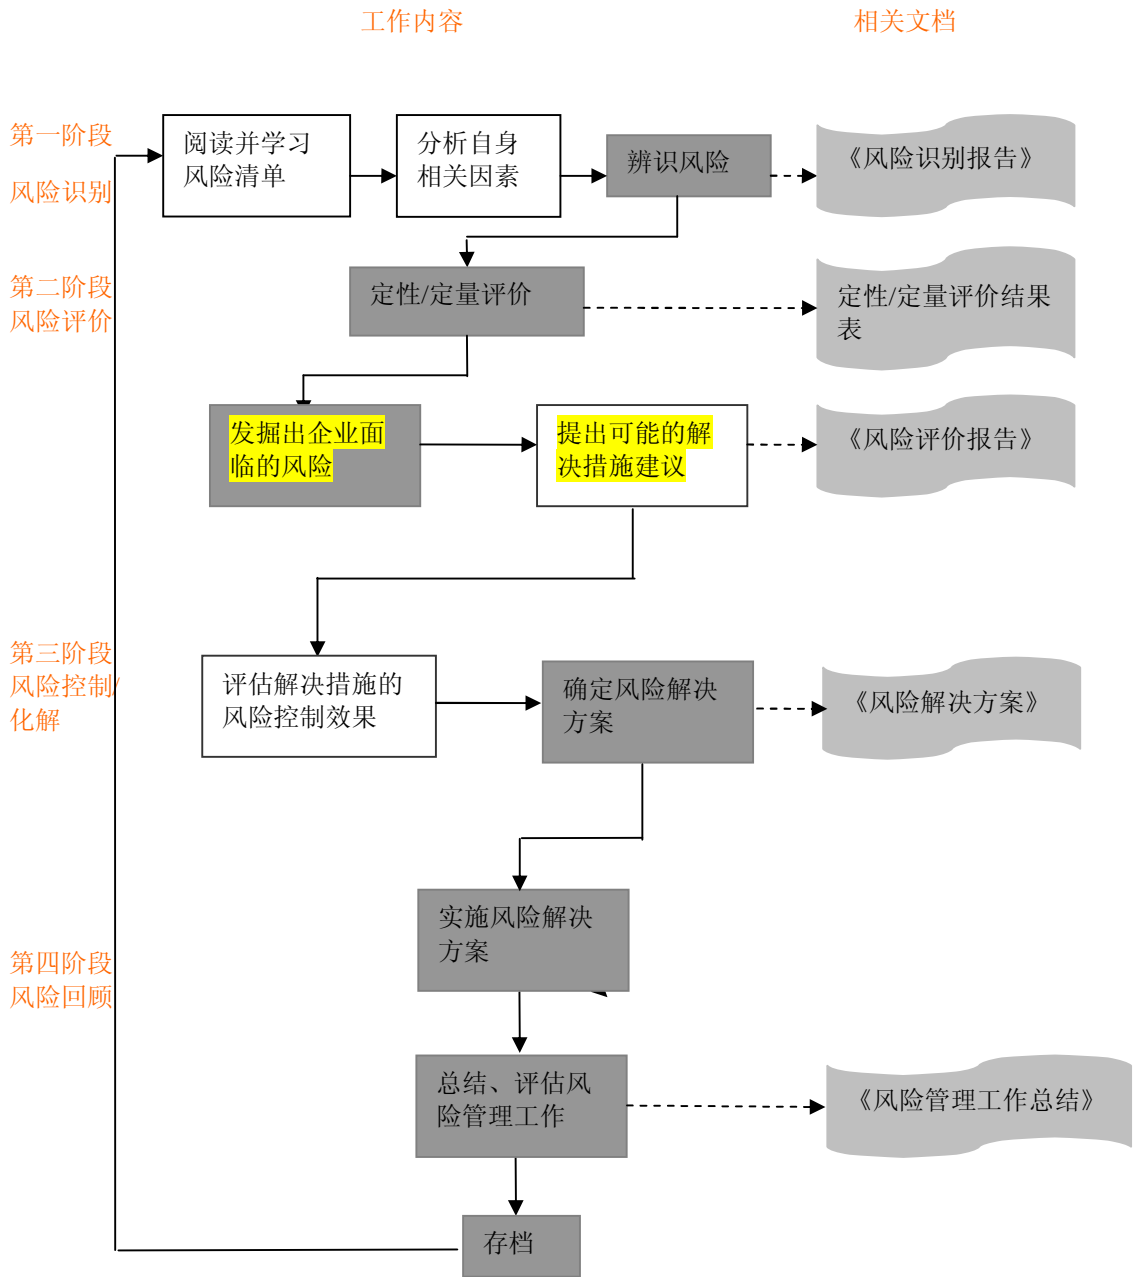 工作内容
相关文档
第一阶段
风险识别
阅读并学习
风险清单
分析自身
相关因素
辨识风险
《风险识别报告》
第二阶段
风险评价
定性/定量评价
定性/定量评价结果
表
发掘出企业面
临的风险
提出可能的解
决措施建议
《风险评价报告》
第三阶段
风险控制/
化解
评估解决措施的
风险控制效果
确定风险解决
方案
《风险解决方案》
第四阶段
风险回顾
实施风险解决
方案
总结、评估风
险管理工作
《风险管理工作总结》
存档